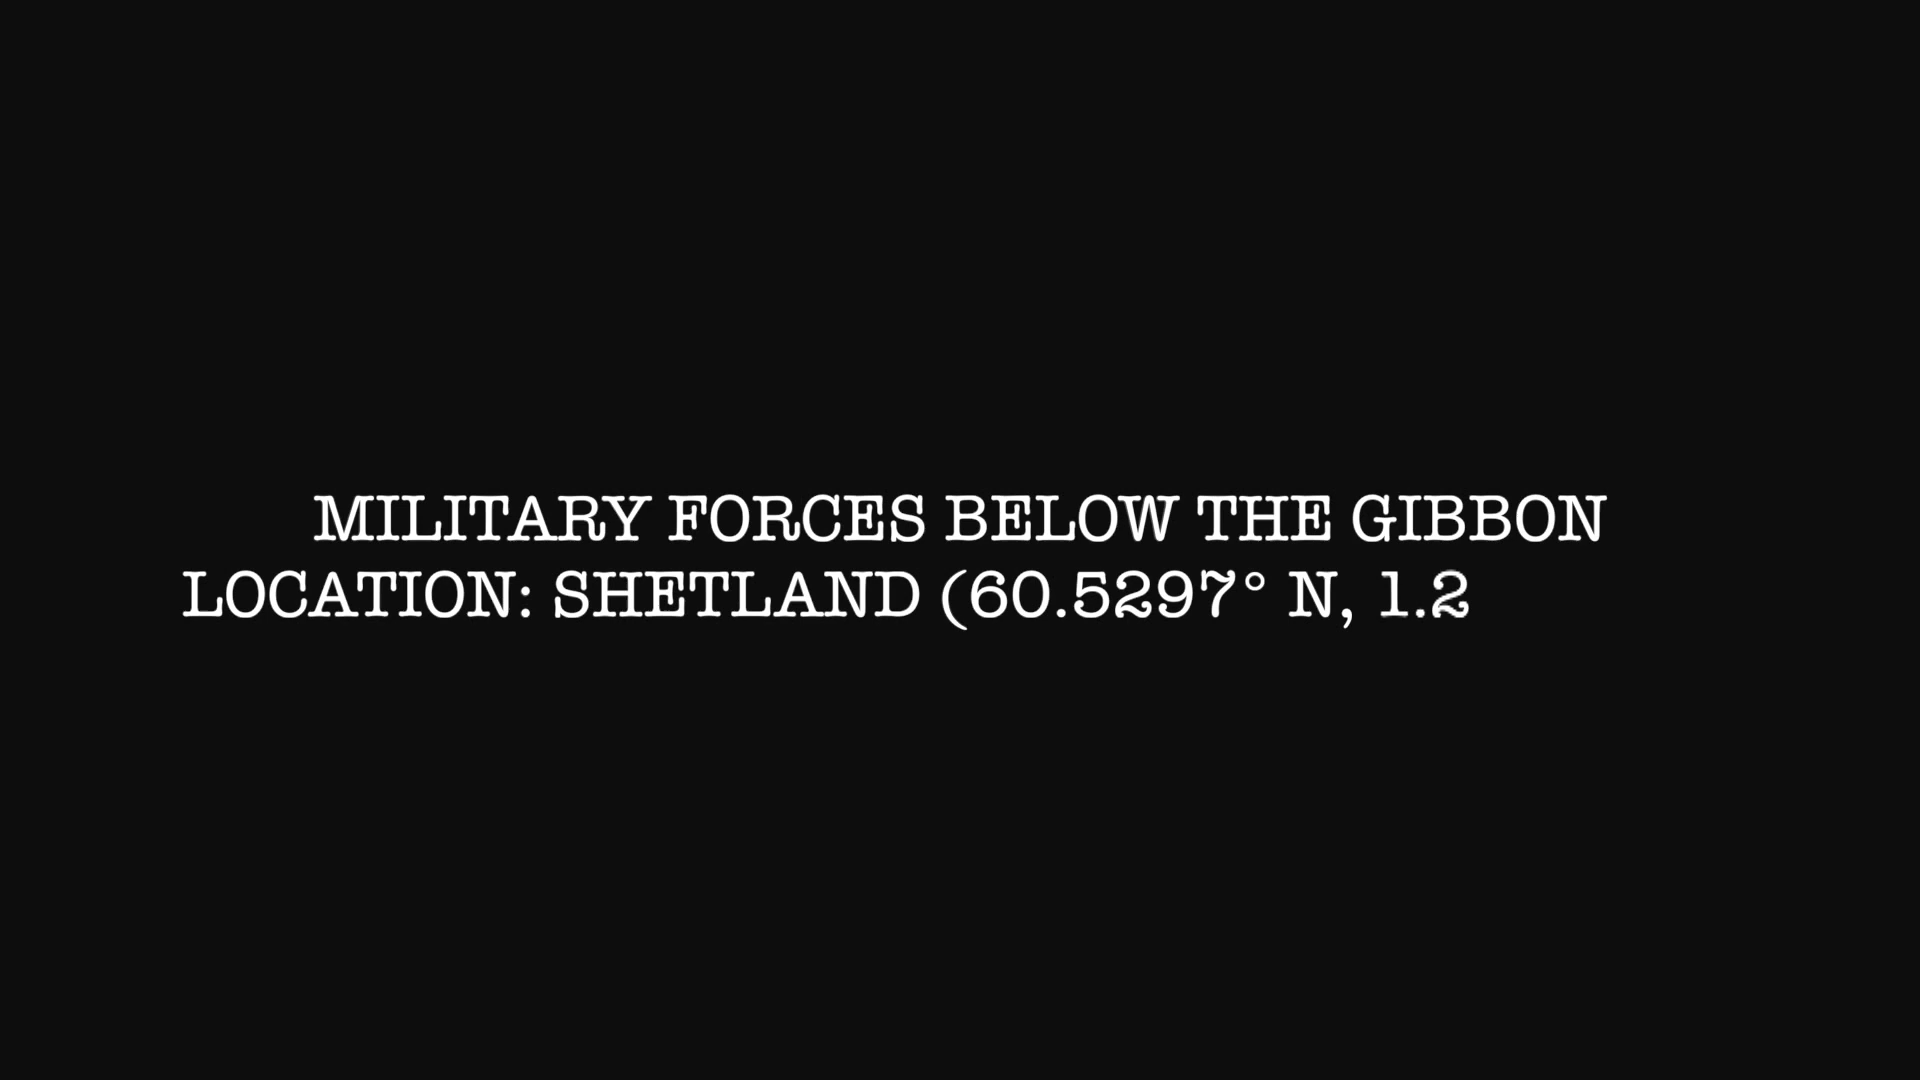 MILITARY FORCES BELOW THE GIBBON
LOCATION: SHETLAND (60.5297° N, 1.2